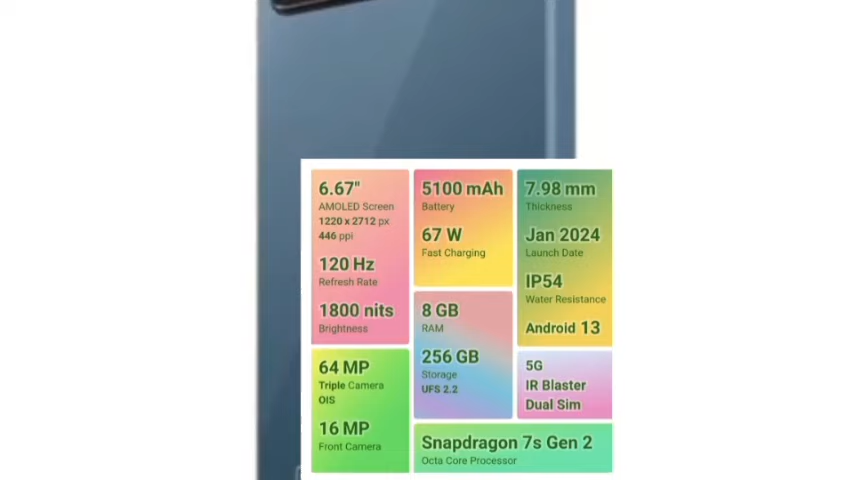 6.67"
AMOLED Screen
1220 x 2712 px
446 ppi
120 Hz
Refresh Rate
1800 nits
Brightness
64 MP
Triple Camera
OIS
16 MP
Front Camera
5100 mAh
Battery
67 W
Fast Charging
8 GB
RAM
256 GB
Storage
UFS 2.2
7.98 mm
Thickness
Jan 2024
Launch Date
IP54
Water Resistance
Android 13
5G
IR Blaster
Dual Sim
Snapdragon 7s Gen 2
Octa Core Processor